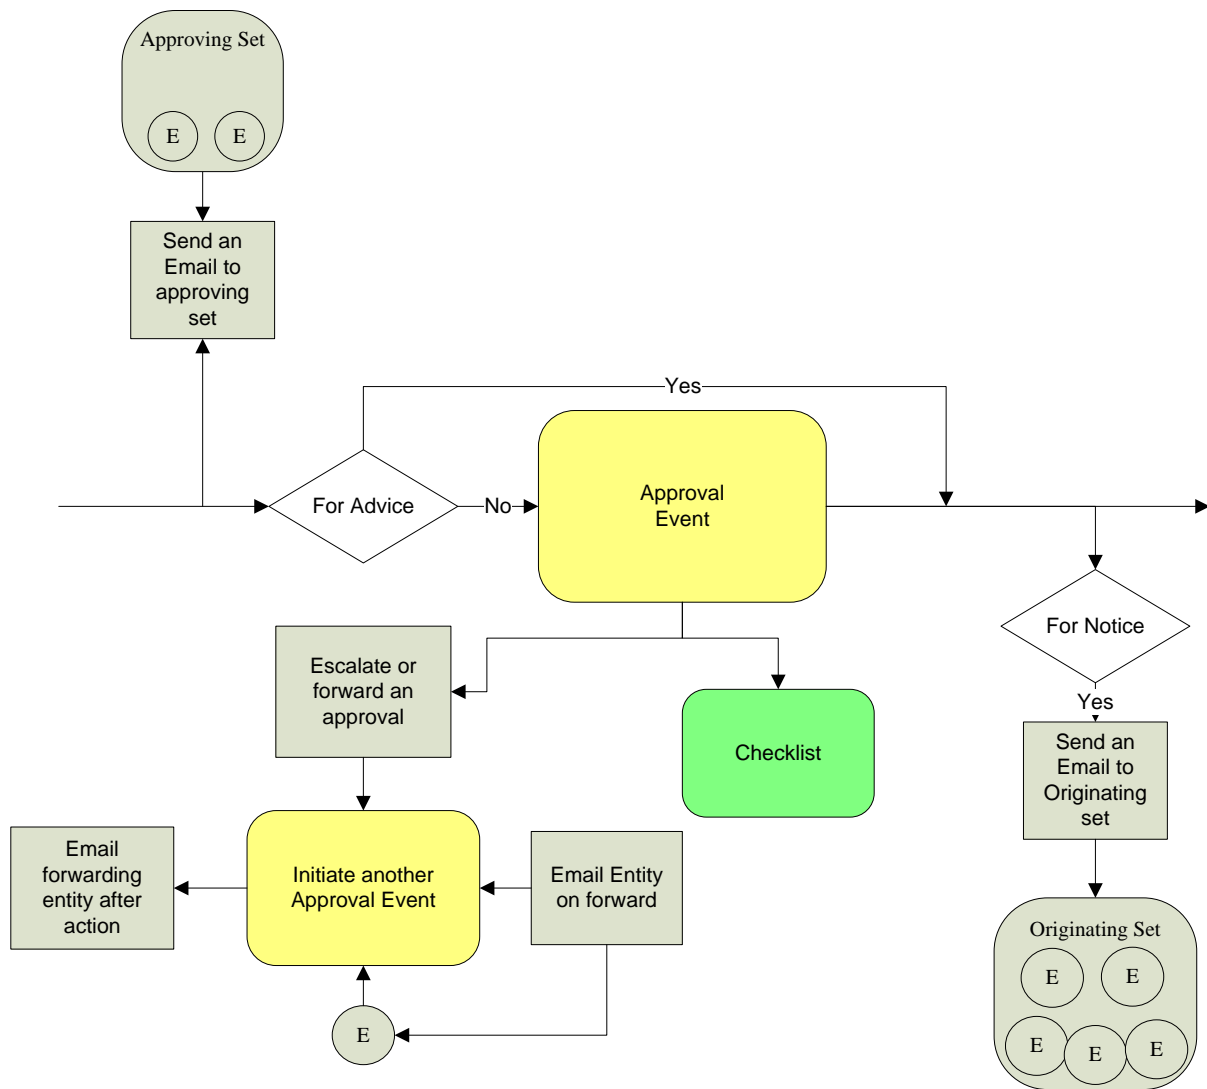 Approving Set
E E
Send an
Email to
approving
set
Yes
For Advice
No
Approval
Event
For Notice
Escalate or
forward an
approval
Yes
Checklist
Send an
Email to
Originating
set
Email
forwarding
entity after
action
Initiate another
Approval Event
Email Entity
on forward
E
Originating Set
E E
E E E